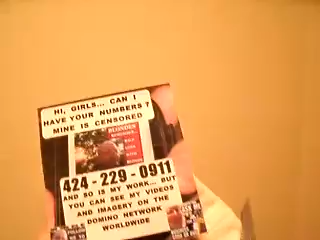 HI, GIRLS... CAN I
HAVE YOUR NUMBERS?
MINE IS CENSORED
BLONDES
424 - 229 - 0911
AND SO IS MY WORK... BUT
YOU CAN SEE MY VIDEOS
AND IMAGERY ON THE
DOMINO NETWORK
WORLDWIDE